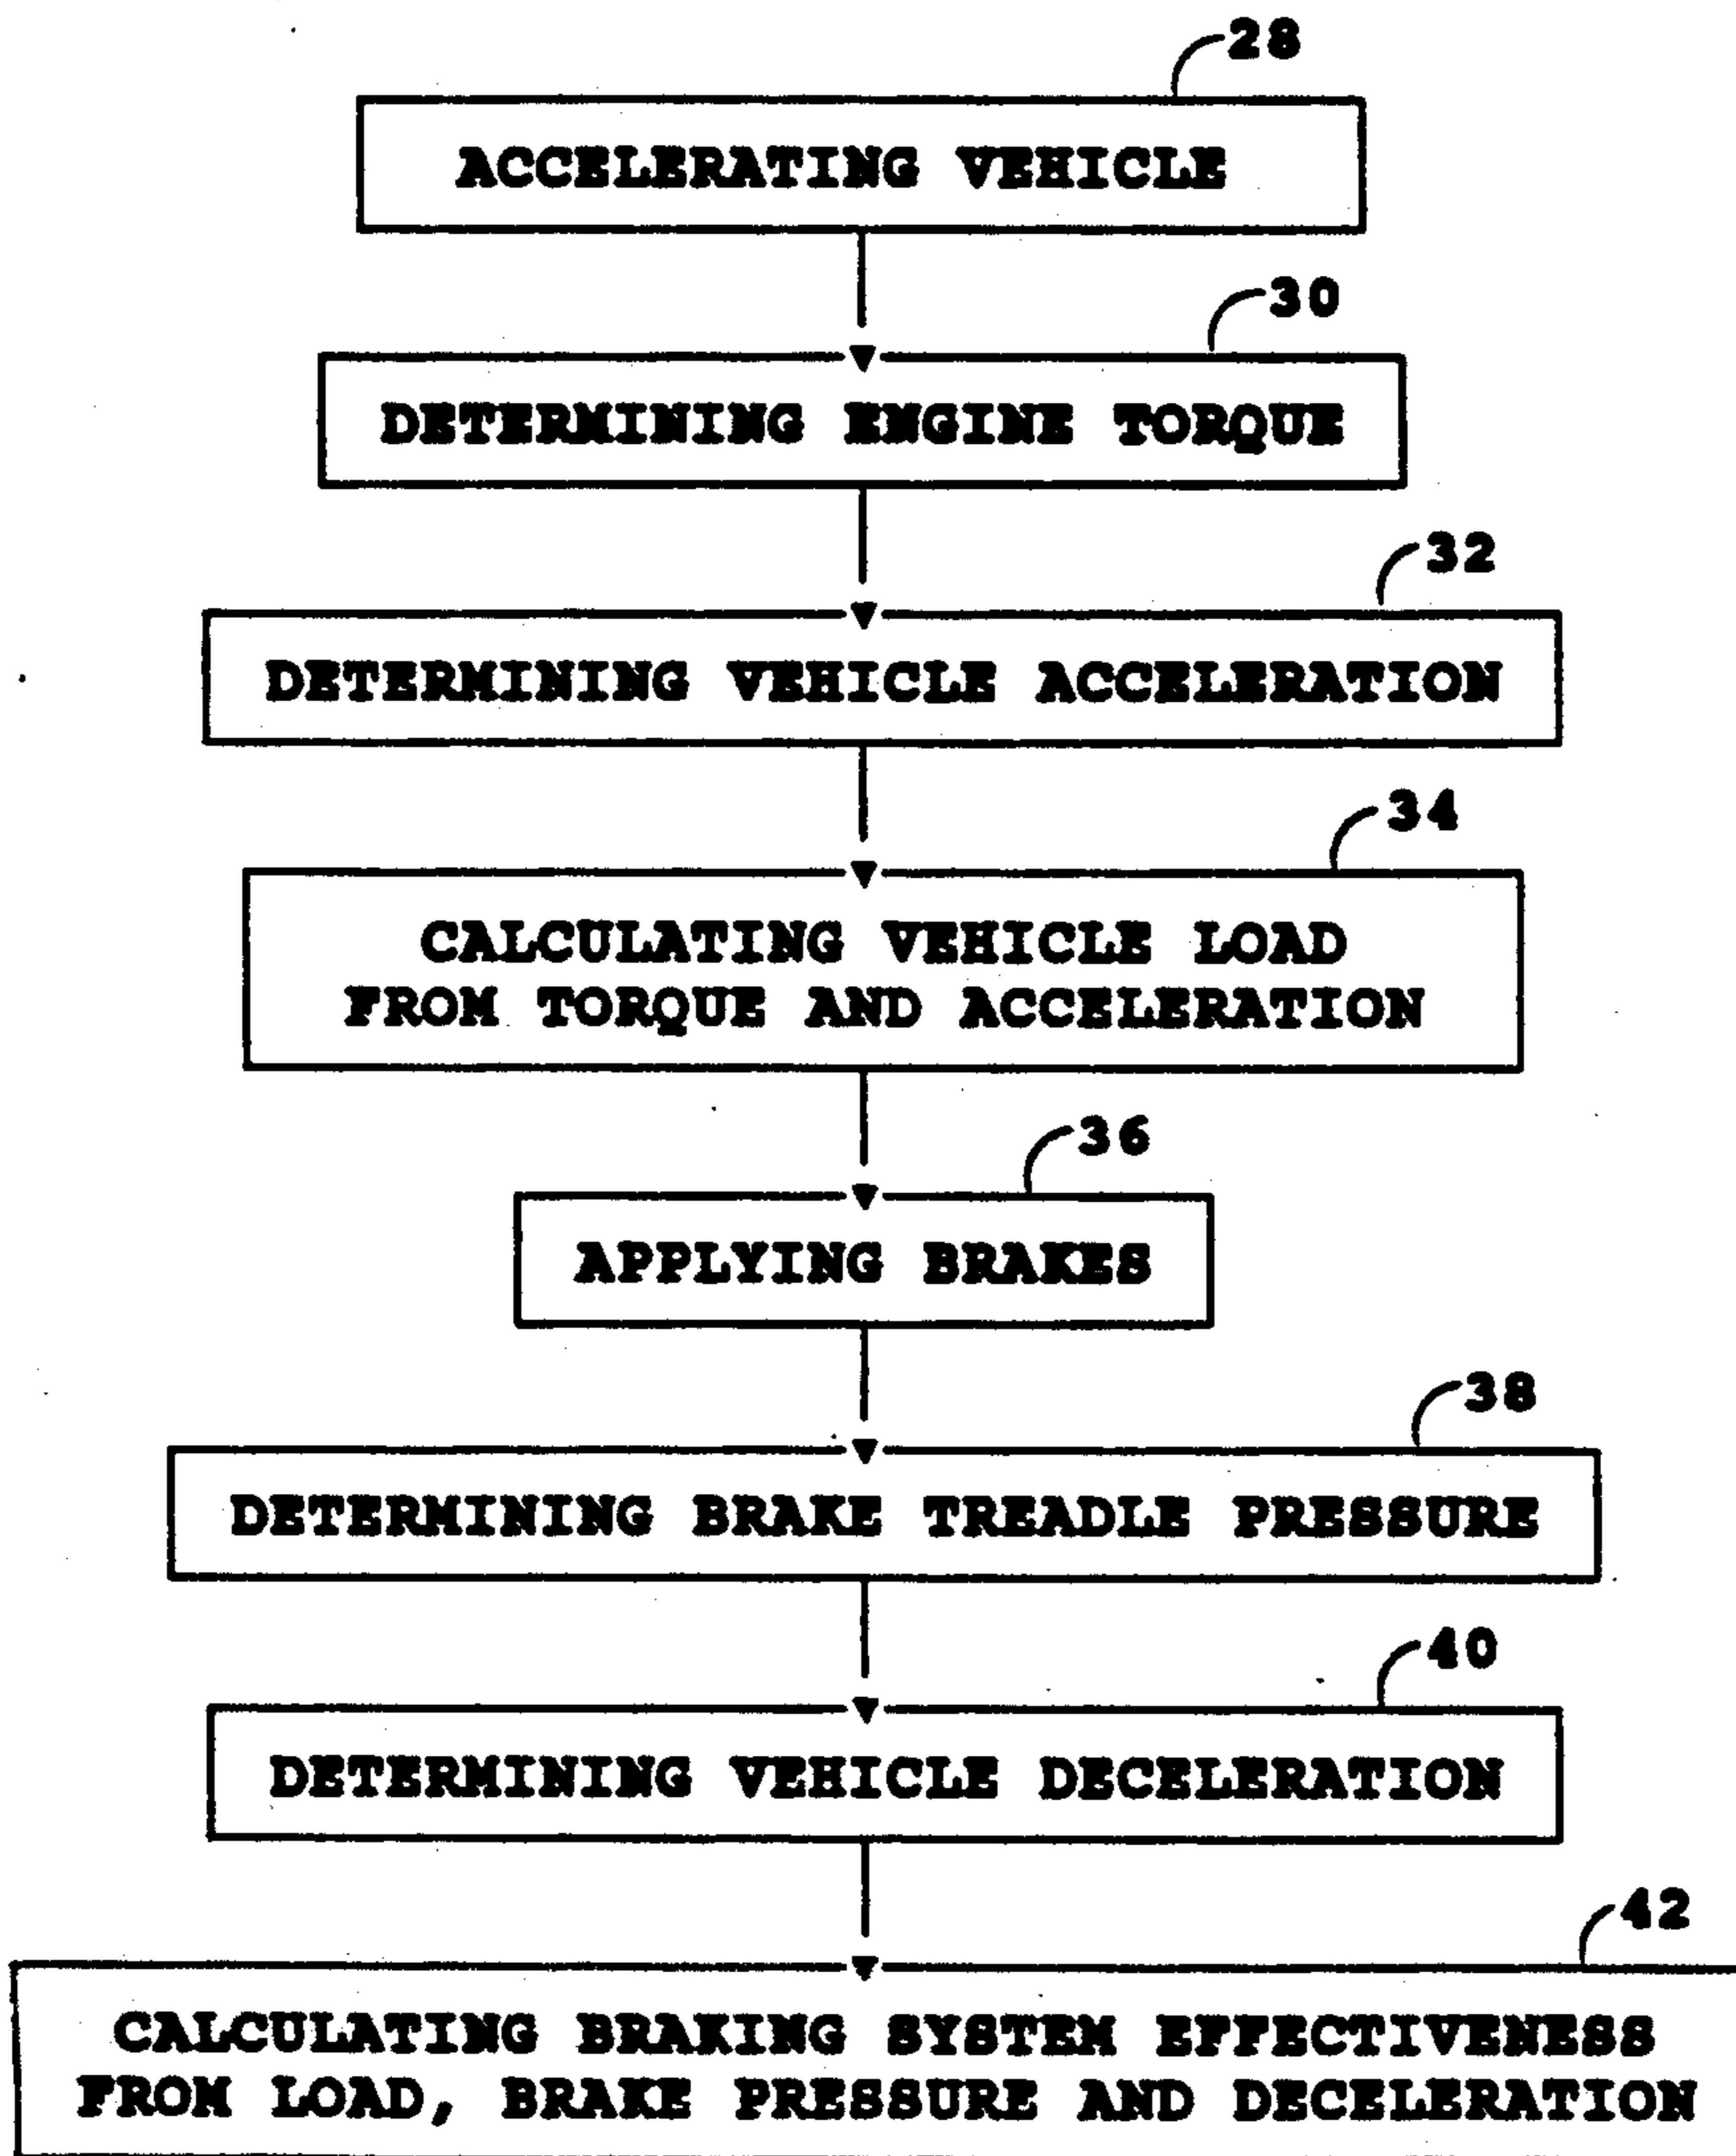 28
ACCELERATING VEHICLE
30
DETERMINING ENGINE TORQUE
32
DETERMINING VEHICLE ACCELERATION
34
CALCULATING VEHICLE LOAD
FROM TORQUE AND ACCELERATION
36
APPLYING BRAKES
38
DETERMINING BRAKE TREADLE PRESSURE
40
DETERMINING VEHICLE DECELERATION
42
CALCULATING BRAKING SYSTEM EFFECTIVENESS
FROM LOAD, BRAKE PRESSURE AND DECELERATION